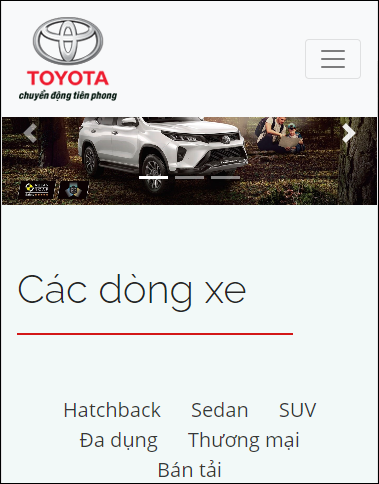 TOYOTA
chuyển động tiên phong
Các dòng xe
Hatchback Sedan SUV
Đa dụng Thương mại
Bán tải